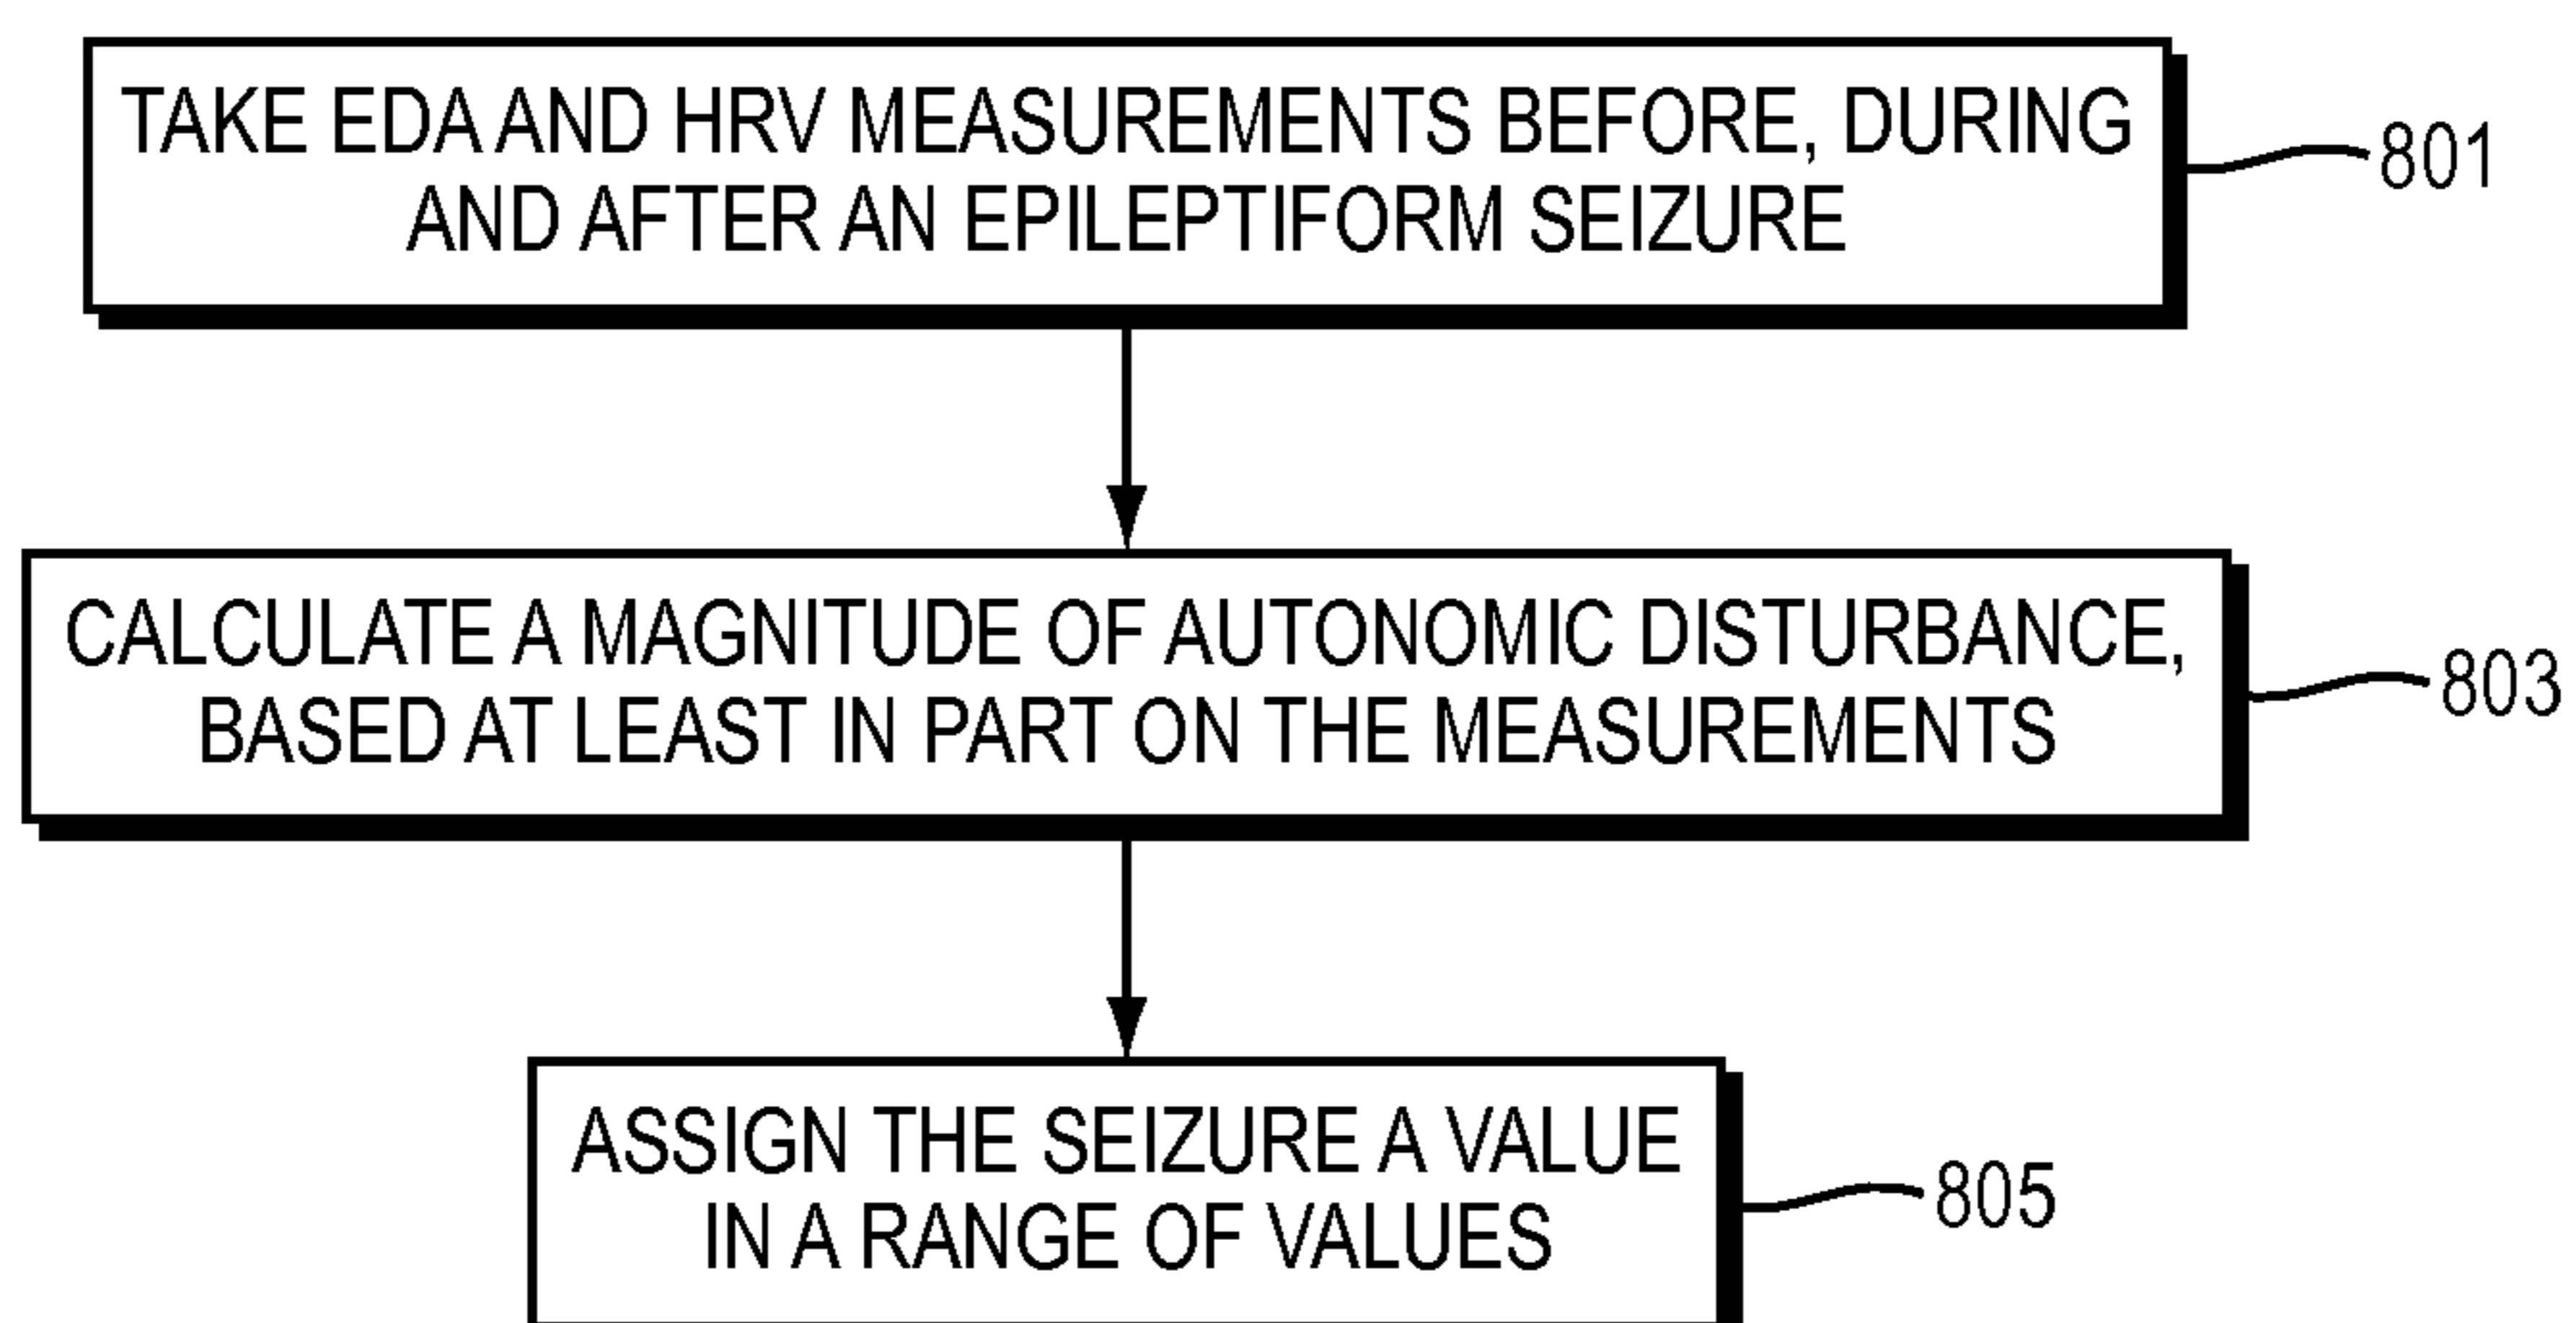 TAKE EDA AND HRV MEASUREMENTS BEFORE, DURING
AND AFTER AN EPILEPTIFORM SEIZURE
801
CALCULATE A MAGNITUDE OF AUTONOMIC DISTURBANCE,
BASED AT LEAST IN PART ON THE MEASUREMENTS
803
ASSIGN THE SEIZURE A VALUE
IN A RANGE OF VALUES
805